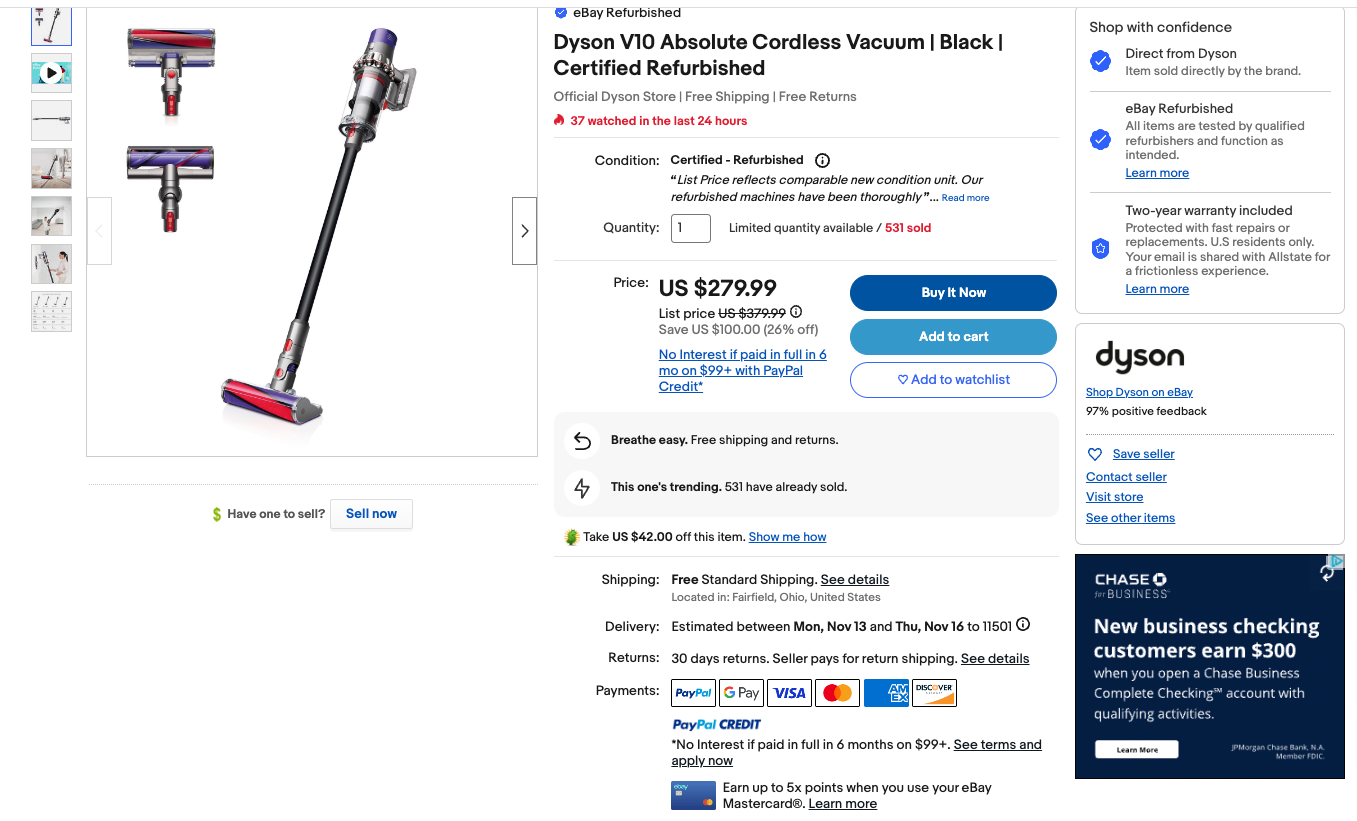 eBay Refurbished
Dyson V10 Absolute Cordless Vacuum | Black |
Certified Refurbished
Official Dyson Store | Free Shipping | Free Returns
37 watched in the last 24 hours
Condition: Certified - Refurbished
“List Price reflects comparable new condition unit. Our
refurbished machines have been thoroughly”... Read more
Quantity: 1 Limited quantity available / 531 sold
Price: US $279.99
List price US $379.99
Save US $100.00 (26% off)
No Interest if paid in full in 6
mo on $99+ with PayPal
Credit*
Buy It Now
Add to cart
Add to watchlist
Breathe easy. Free shipping and returns.
This one's trending. 531 have already sold.
Take US $42.00 off this item. Show me how
Shipping: Free Standard Shipping. See details
Located in: Fairfield, Ohio, United States
Delivery: Estimated between Mon, Nov 13 and Thu, Nov 16 to 11501
Returns: 30 days returns. Seller pays for return shipping. See details
Payments: PayPal G Pay VISA AM EX DISCOVER
PayPal CREDIT
*No Interest if paid in full in 6 months on $99+. See terms and
apply now
ebay
Earn up to 5x points when you use your eBay
Mastercard®. Learn more
$ Have one to sell? Sell now
Shop with confidence
Direct from Dyson
Item sold directly by the brand.
eBay Refurbished
All items are tested by qualified
refurbishers and function as
intended.
Learn more
Two-year warranty included
Protected with fast repairs or
replacements. U.S residents only.
Your email is shared with Allstate for
a frictionless experience.
Learn more
dyson
Shop Dyson on eBay
97% positive feedback
Save seller
Contact seller
Visit store
See other items
CHASE
for BUSINESS
New business checking
customers earn $300
when you open a Chase Business
Complete Checking℠ account with
qualifying activities.
Learn More
JPMorgan Chase Bank, N.A.
Member FDIC.